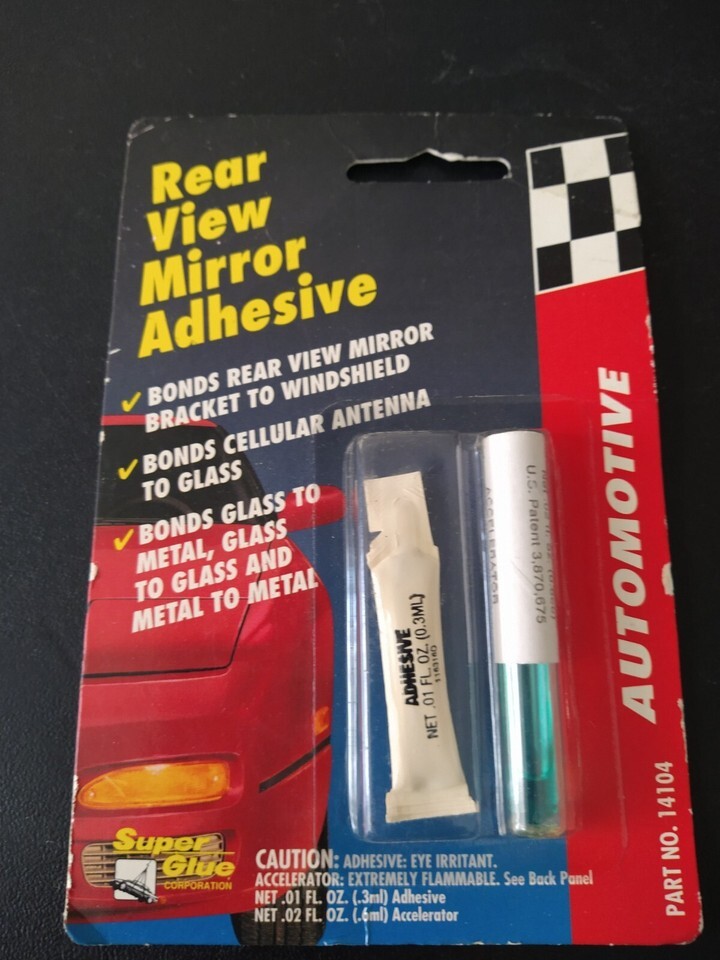 Rear
View
Mirror
Adhesive
BONDS REAR VIEW MIRROR
BRACKET TO WINDSHIELD
BONDS CELLULAR ANTENNA
TO GLASS
BONDS GLASS TO
METAL, GLASS
TO GLASS AND
METAL TO METAL
AUTOMOTIVE
PART NO. 14104
ADHESIVE
NET .01 FL. OZ. (0.3ML)
U.S. Patent 3,870,675
ACCELERATOR
Super
Glue
CORPORATION
CAUTION: ADHESIVE: EYE IRRITANT.
ACCELERATOR: EXTREMELY FLAMMABLE. See Back Panel
NET .01 FL. OZ. (.3ml) Adhesive
NET .02 FL. OZ. (.6ml) Accelerator